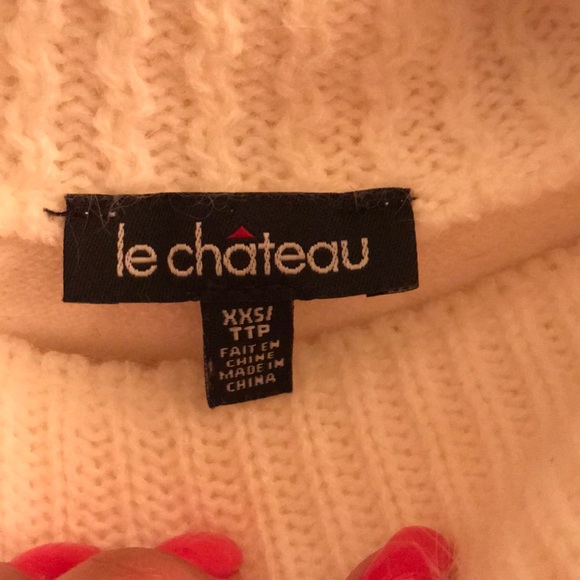 le château
XXS/
TTP
FAIT EN
CHINE
MADE IN
CHINA